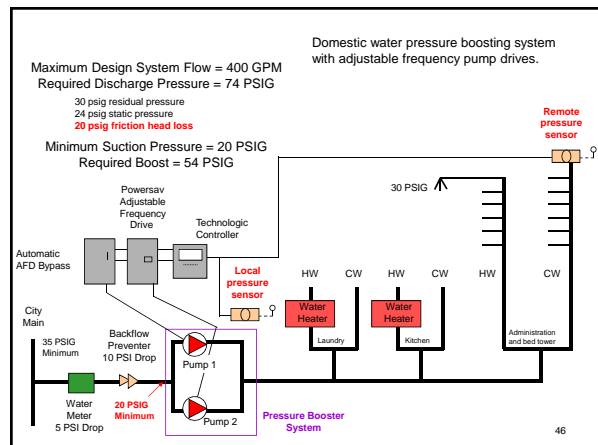 Domestic water pressure boosting system
with adjustable frequency pump drives.
Maximum Design System Flow = 400 GPM
Required Discharge Pressure = 74 PSIG
30 psig residual pressure
24 psig static pressure
20 psig friction head loss
Minimum Suction Pressure = 20 PSIG
Required Boost = 54 PSIG
Remote
pressure
sensor
Powersav
Adjustable
Frequency
Drive
Technologic
Controller
Automatic
AFD Bypass
30 PSIG
Local
pressure
sensor
HW
CW
HW
CW
HW
CW
Water
Heater
Water
Heater
Laundry
Kitchen
Administration
and bed tower
City
Main
35 PSIG
Minimum
Backflow
Preventer
10 PSI Drop
Pump 1
20 PSIG
Minimum
Water
Meter
5 PSI Drop
Pump 2
Pressure Booster
System
46